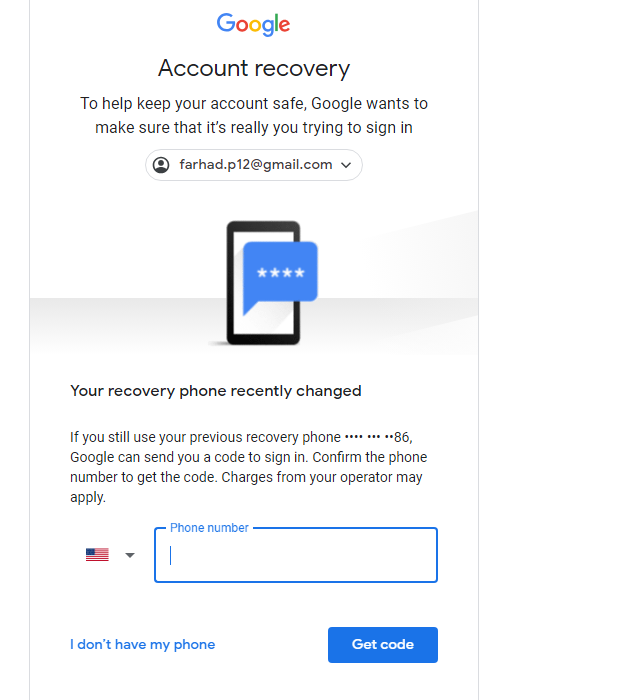 Google
Account recovery
To help keep your account safe, Google wants to
make sure that it’s really you trying to sign in
farhad.p12@gmail.com
****
Your recovery phone recently changed
If you still use your previous recovery phone •••• ••• ••86,
Google can send you a code to sign in. Confirm the phone
number to get the code. Charges from your operator may
apply.
Phone number
I don’t have my phone
Get code